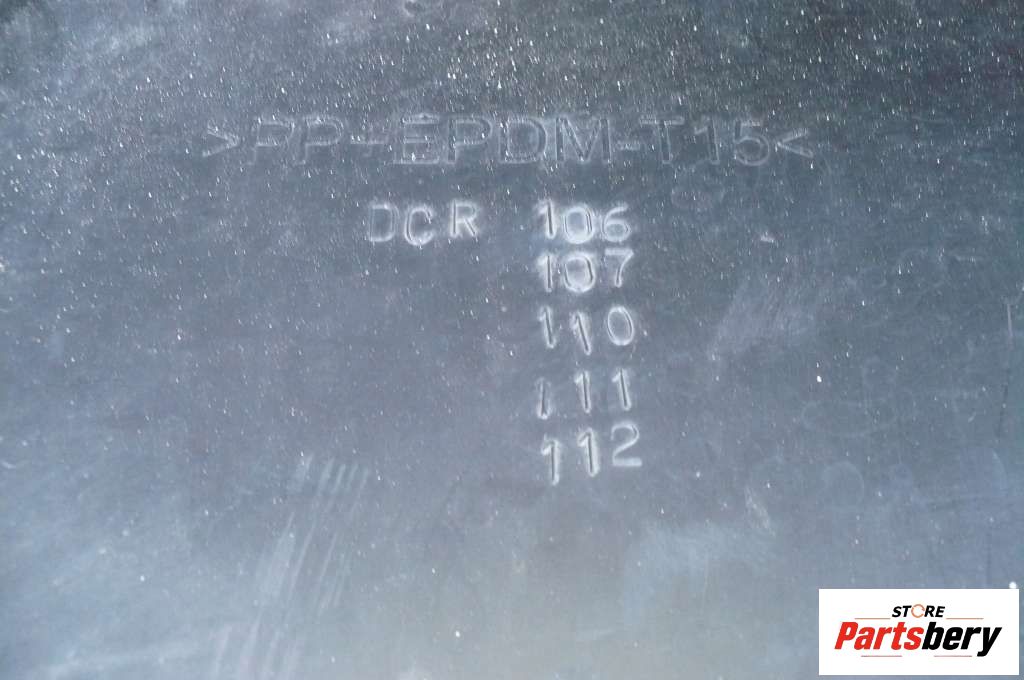 >PP+EPDM-T15<
DCR 106
107
110
111
112
STORE
Partsbery